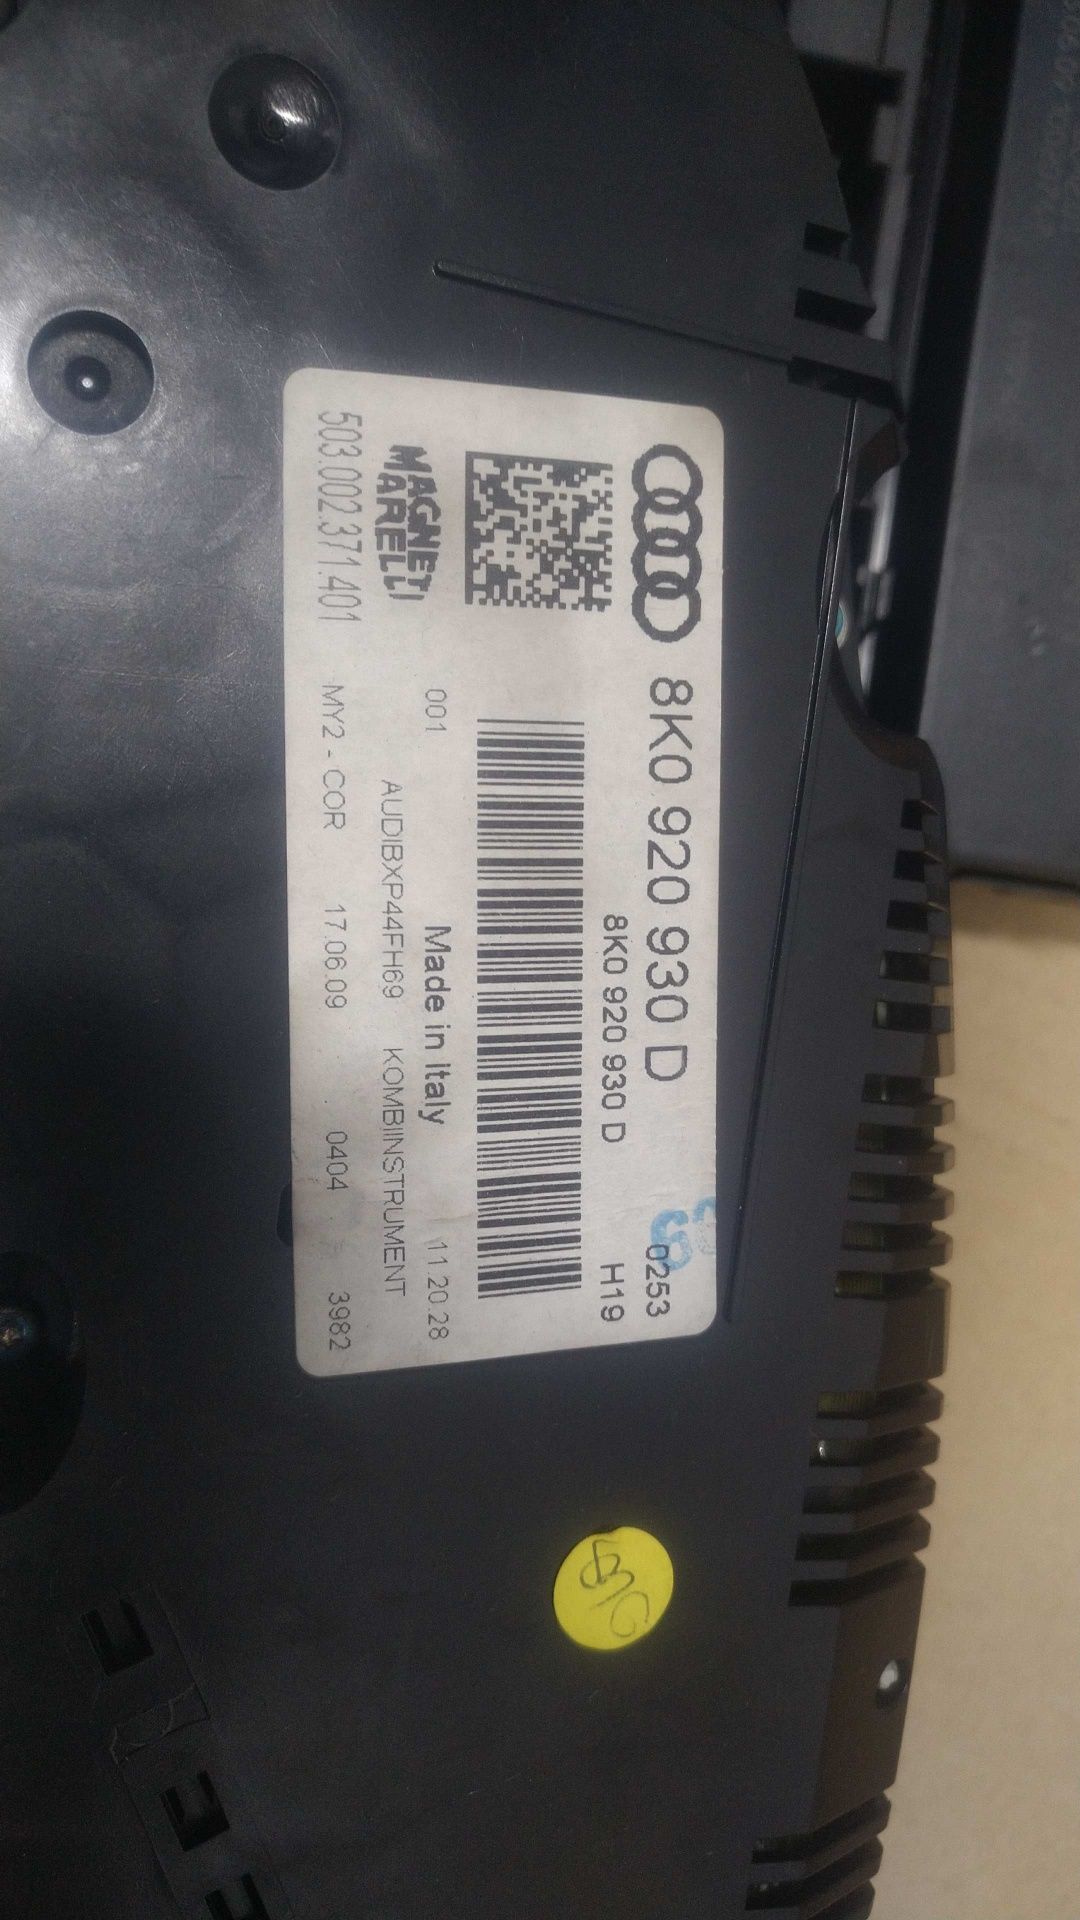 8K0 920 930 D 0253
8K0 920 930 D H19
001 Made in Italy 11.20.28
MAGNETI
MARELLI
AUDIBXP44FH69 KOMBIINSTRUMENT
503.002.371.401 MY2 - COR 17.06.09 0404 3982